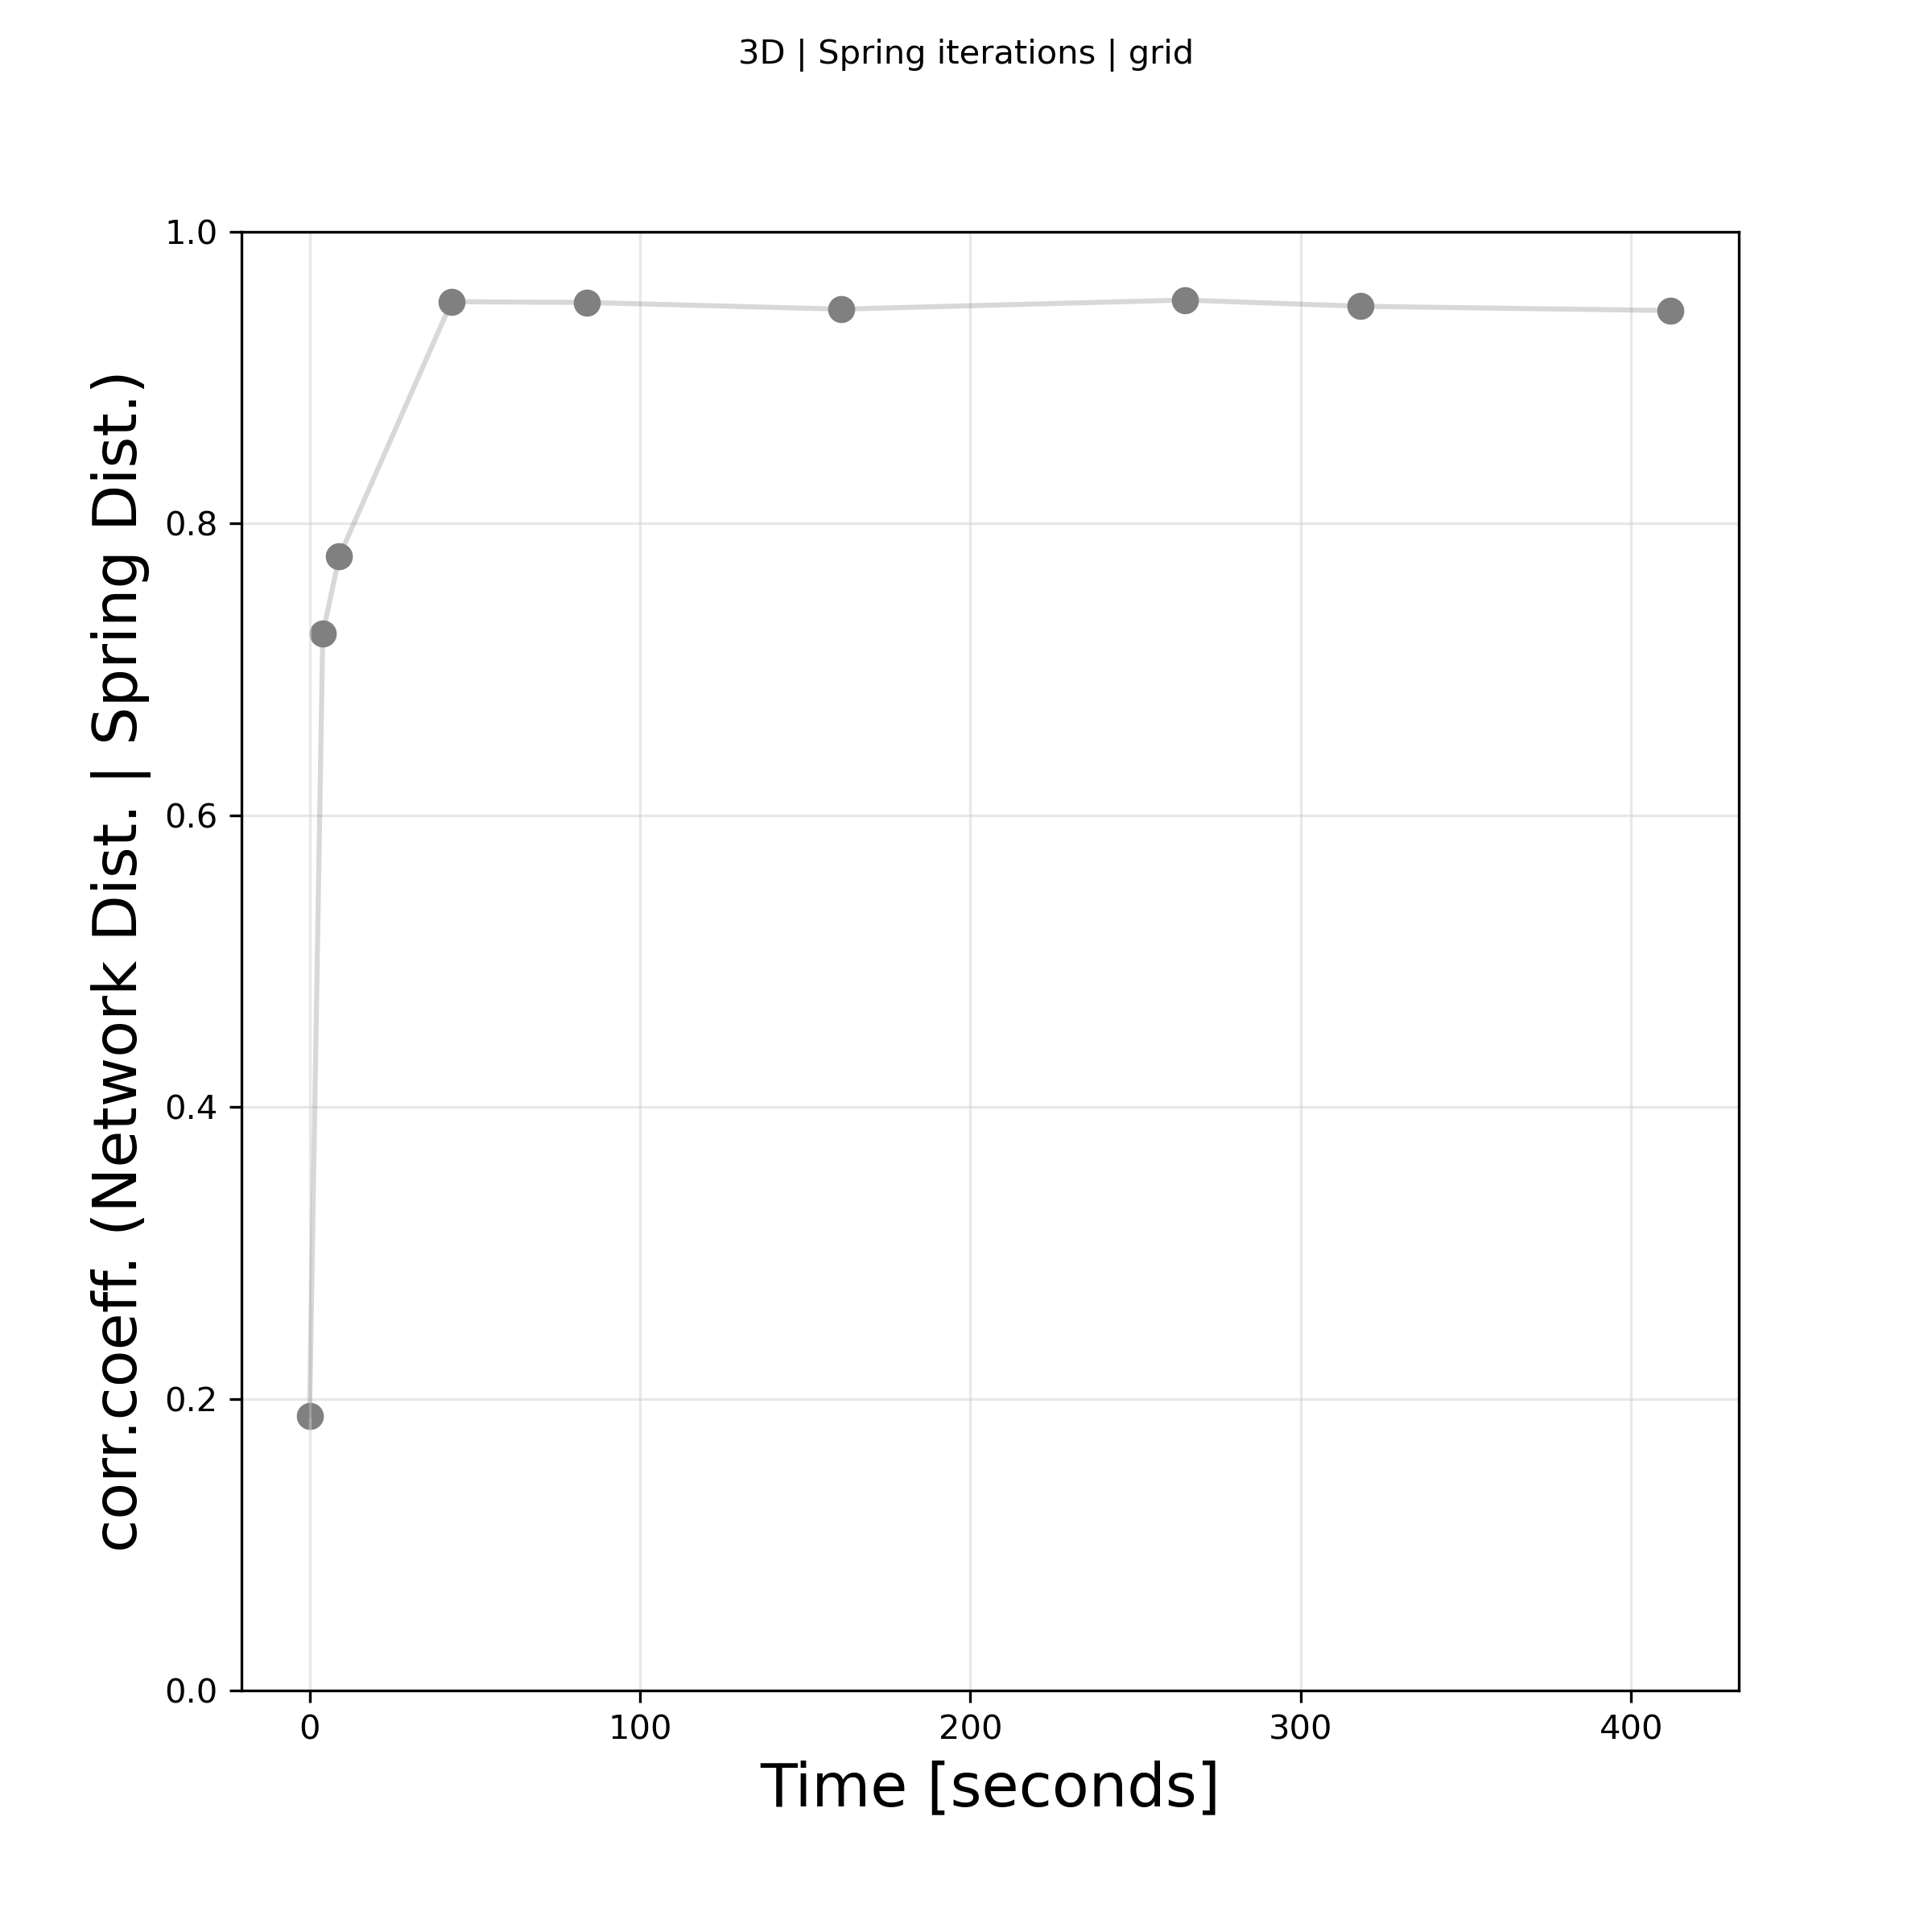 3D | Spring iterations | grid
corr.coeff. (Network Dist. | Spring Dist.)
1.0
0.8
0.6
0.4
0.2
0.0
0 100 200 300 400
Time [seconds]